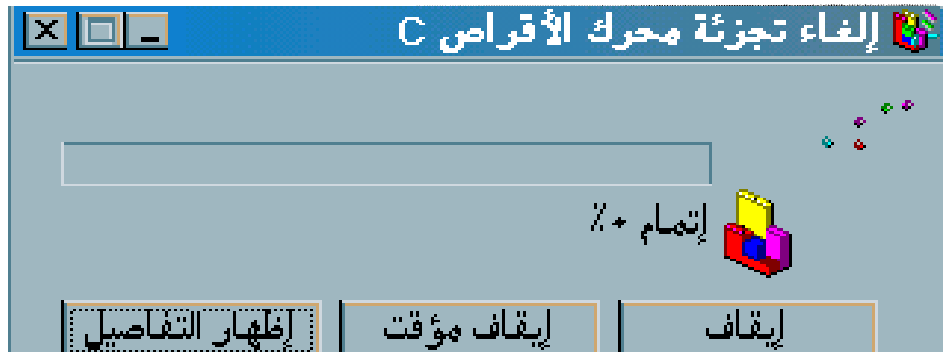 إلغاء تجزئة محرك الأقراص C
إتمام ٠٪
إيقاف
إيقاف مؤقت
إظهار التفاصيل